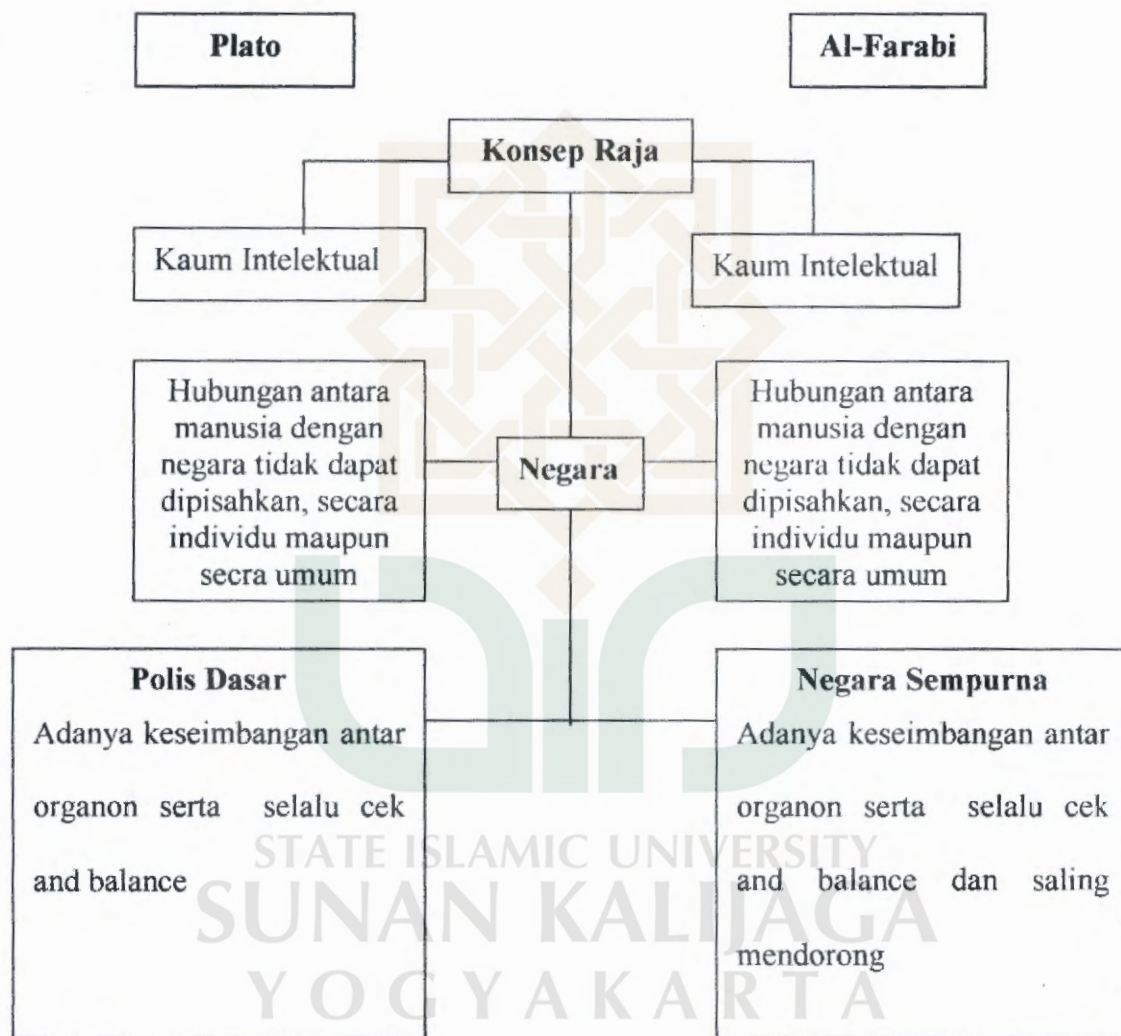 Plato
Al-Farabi
Konsep Raja
Kaum Intelektual
Kaum Intelektual
Hubungan antara
manusia dengan
negara tidak dapat
dipisahkan, secara
individu maupun
secra umum
Negara
Hubungan antara
manusia dengan
negara tidak dapat
dipisahkan, secara
individu maupun
secara umum
Polis Dasar
Adanya keseimbangan antar
organon serta selalu cek
and balance
Negara Sempurna
Adanya keseimbangan antar
organon serta selalu cek
and balance dan saling
mendorong
STATE ISLAMIC UNIVERSITY
SUNAN KALIJAGA
YOGYAKARTA